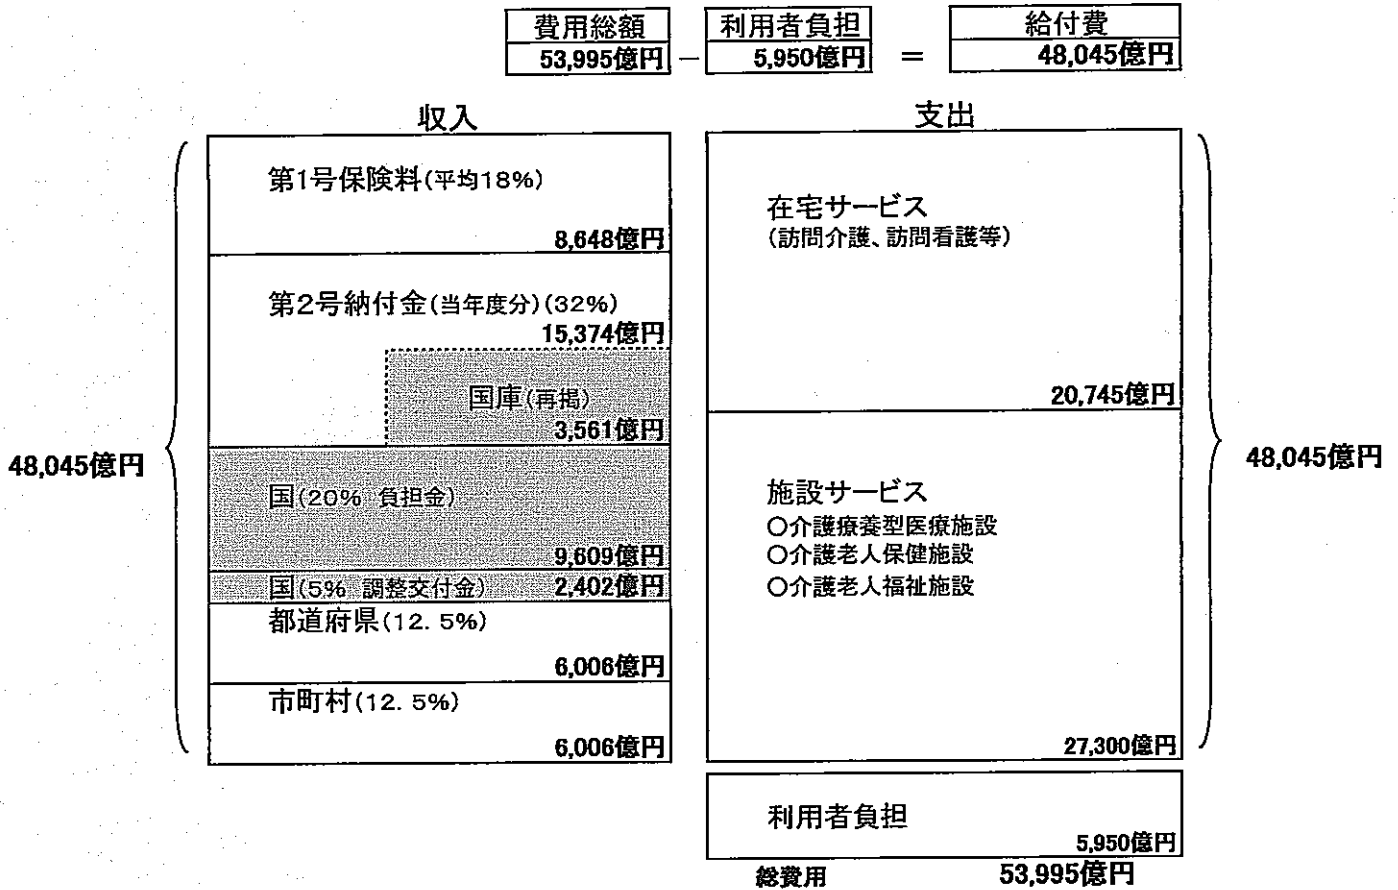 費用総額
53,995億円
－
利用者負担
5,950億円
＝
給付費
48,045億円
収入
第1号保険料(平均18%)
8,648億円
第2号納付金(当年度分)(32%)
15,374億円
国庫(再掲)
3,561億円
国(20% 負担金)
9,609億円
国(5% 調整交付金)
2,402億円
都道府県(12. 5%)
6,006億円
市町村(12. 5%)
6,006億円
48,045億円
支出
在宅サービス
(訪問介護、訪問看護等)
20,745億円
施設サービス
○介護療養型医療施設
○介護老人保健施設
○介護老人福祉施設
27,300億円
48,045億円
利用者負担
5,950億円
総費用 53,995億円